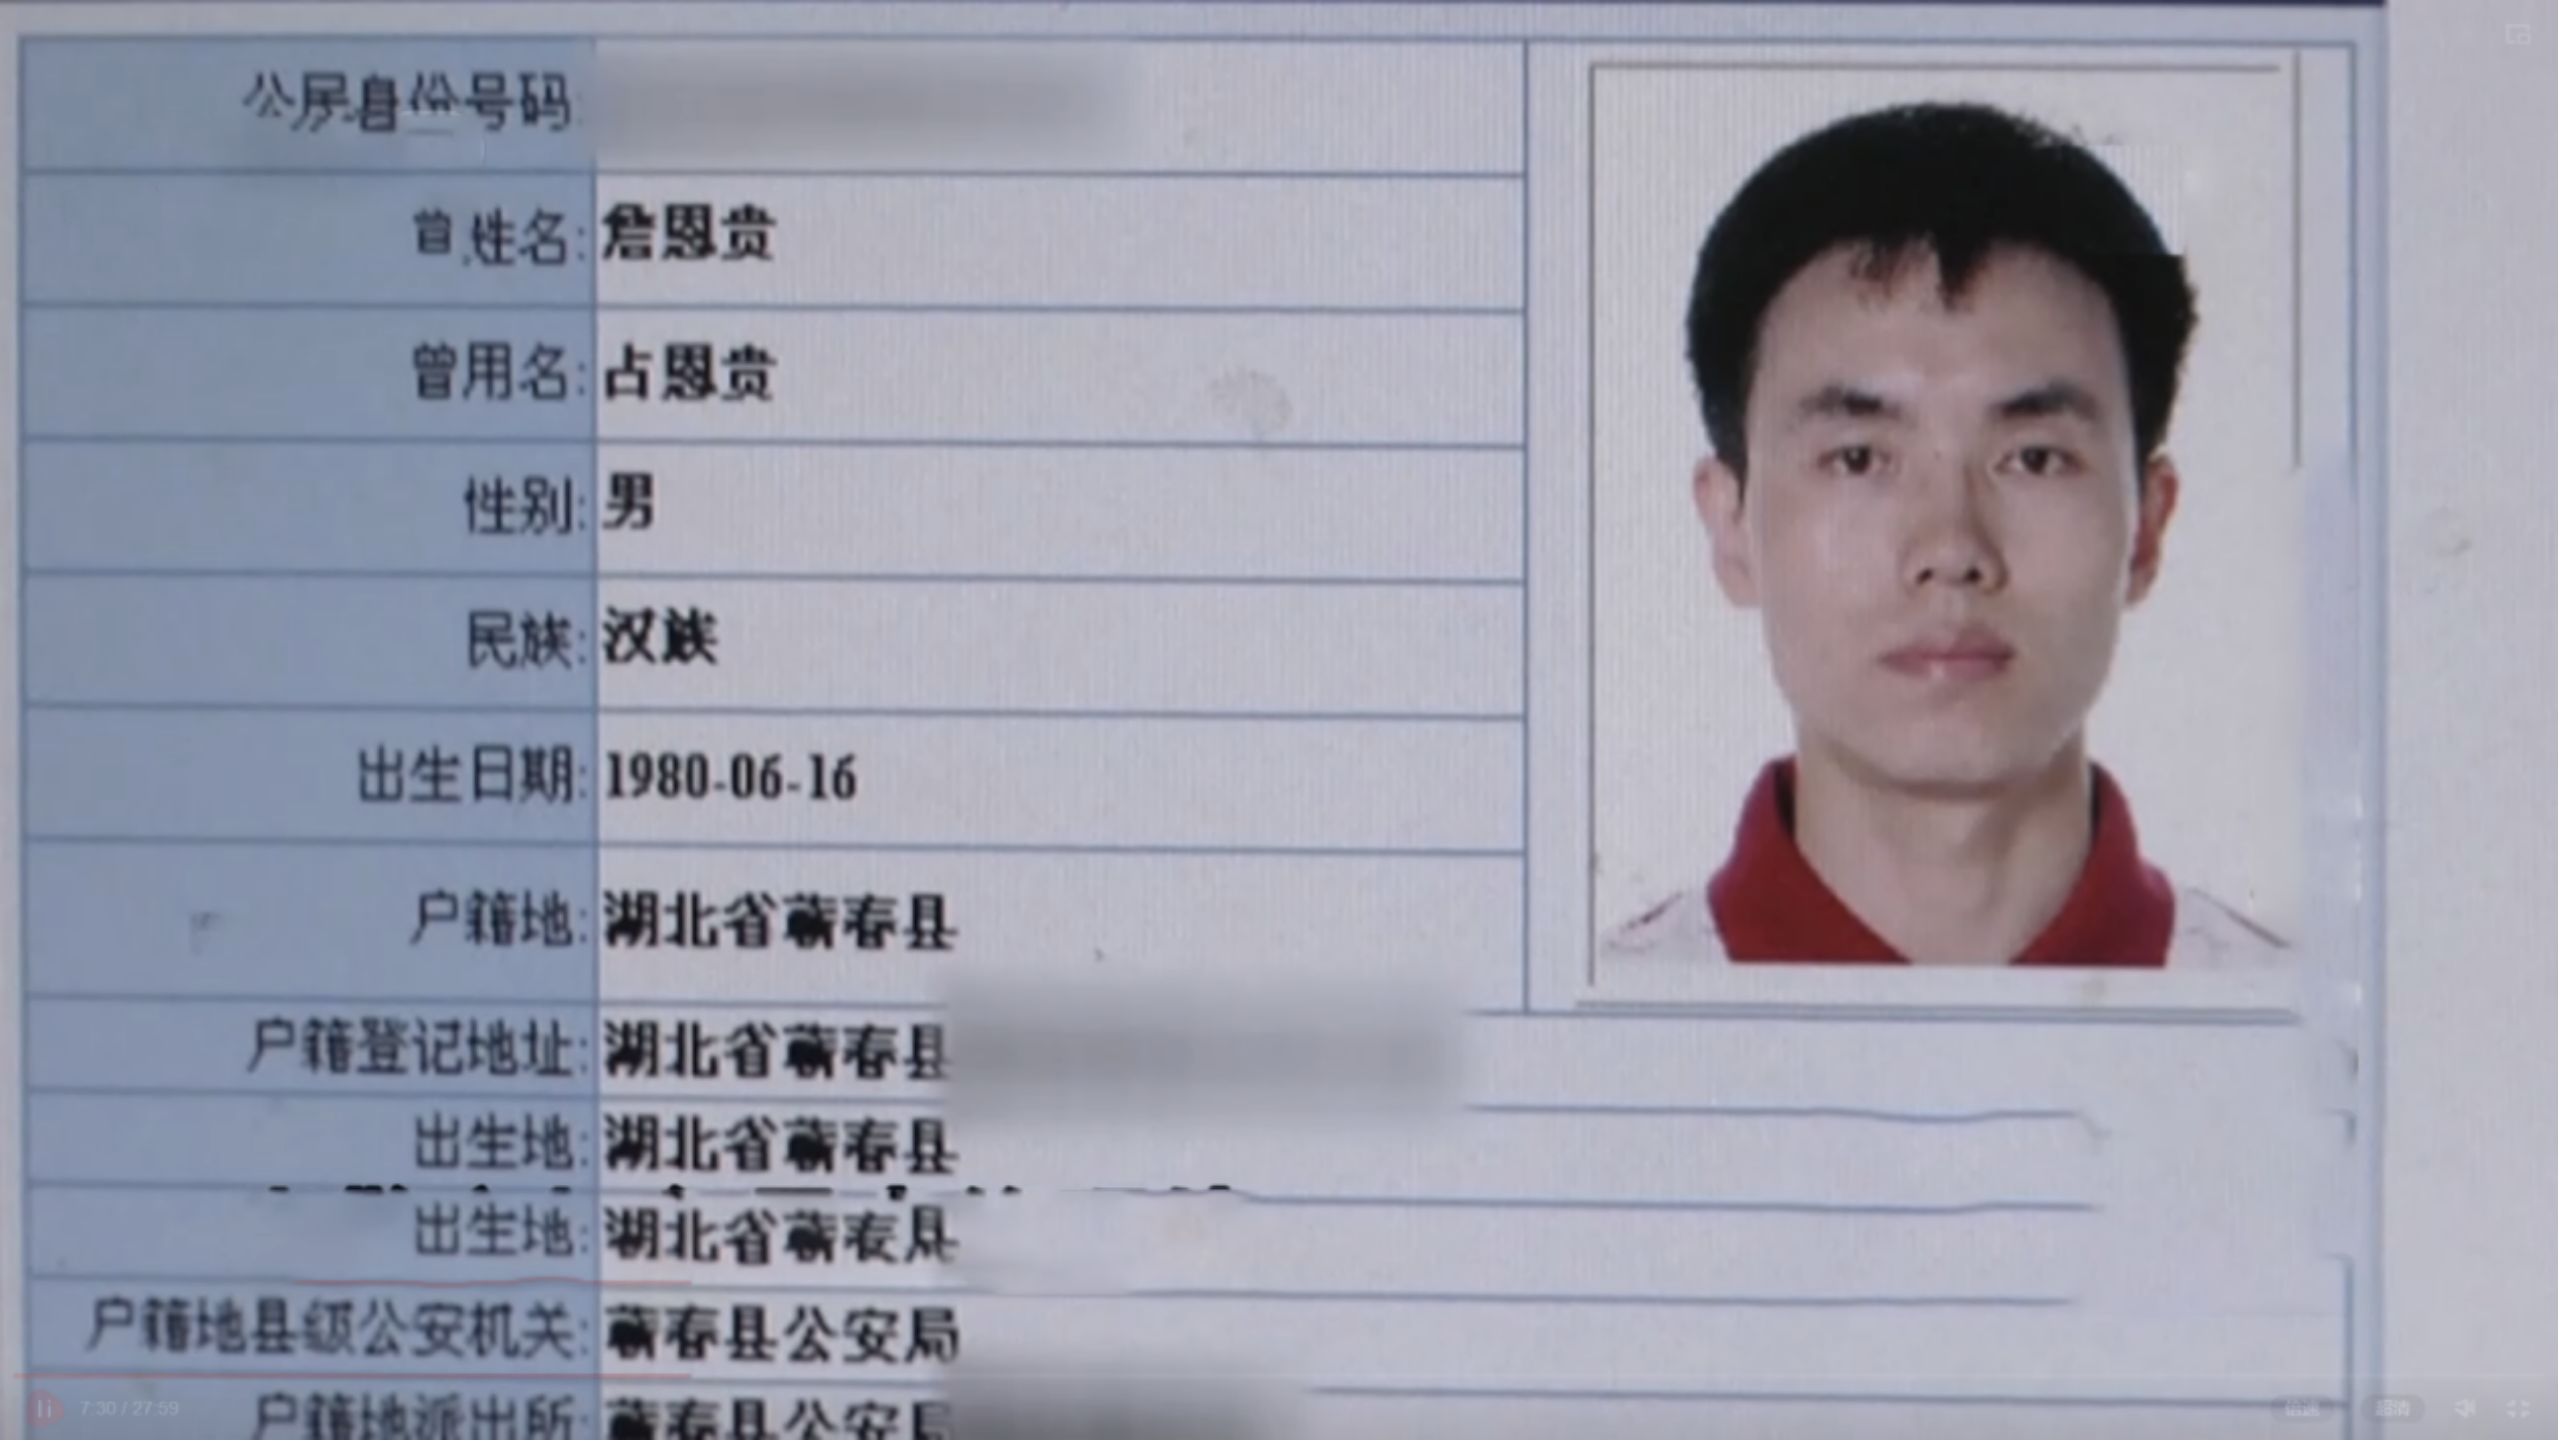 公民身份号码:
曾姓名: 詹恩贵
曾用名: 占恩贵
性别: 男
民族: 汉族
出生日期: 1980-06-16
户籍地: 湖北省蕲春县
户籍登记地址: 湖北省蕲春县
出生地: 湖北省蕲春县
出生地: 湖北省蕲春县
户籍地县级公安机关: 蕲春县公安局
户籍地派出所: 蕲春县公安局
7:30 / 27:59 倍速 超清